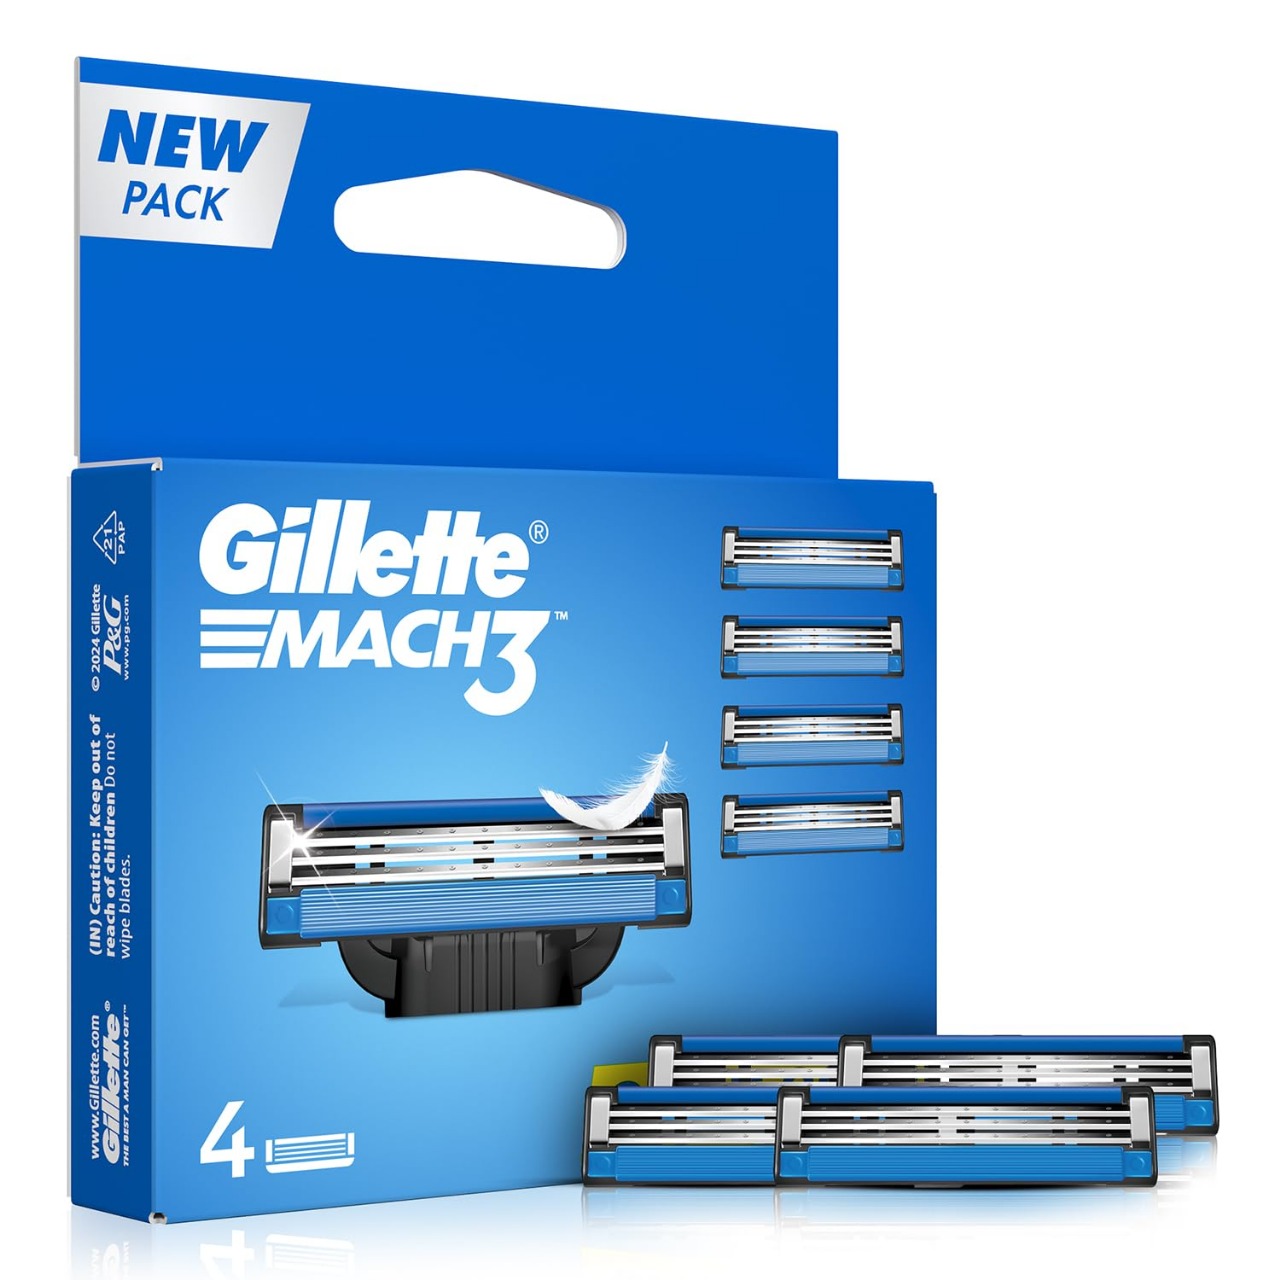 NEW
PACK
Gillette®
MACH3™
4
21
PAP
© 2024 Gillette
P&G
www.pg.com
(IN) Caution: Keep out of
reach of children Do not
wipe blades.
www.Gillette.com
Gillette®
THE BEST A MAN CAN GET™